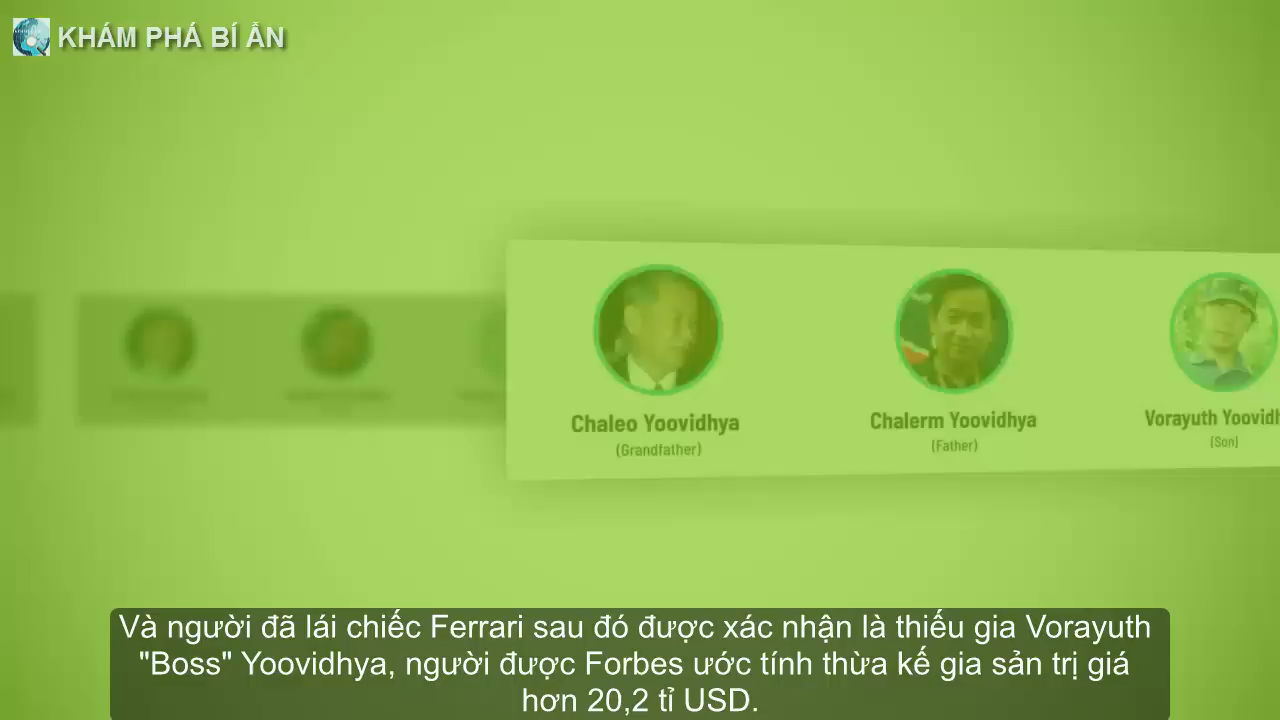 KHÁM PHÁ BÍ ẨN
Chaleo Yoovidhya
(Grandfather)
Chalerm Yoovidhya
(Father)
Vorayuth Yoovidh
(Son)
Và người đã lái chiếc Ferrari sau đó được xác nhận là thiếu gia Vorayuth
"Boss" Yoovidhya, người được Forbes ước tính thừa kế gia sản trị giá
hơn 20,2 tỉ USD.